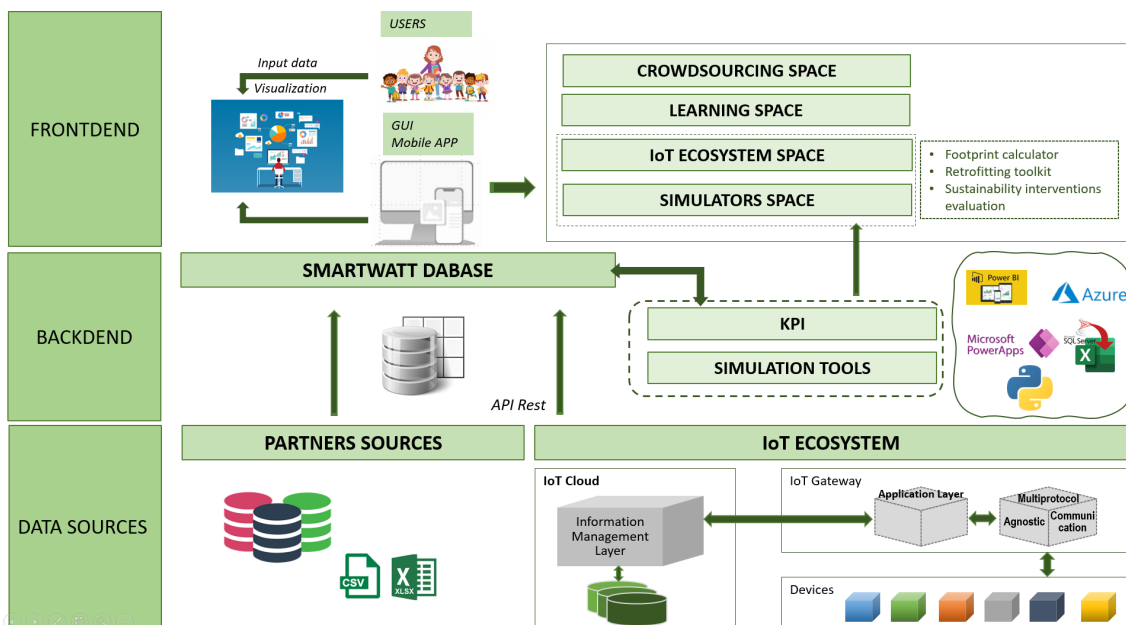 FRONTDEND
USERS
Input data
Visualization
GUI
Mobile APP
CROWDSOURCING SPACE
LEARNING SPACE
IoT ECOSYSTEM SPACE
SIMULATORS SPACE
• Footprint calculator
• Retrofitting toolkit
• Sustainability interventions
evaluation
BACKDEND
SMARTWATT DABASE
KPI
SIMULATION TOOLS
API Rest
Power BI
Azure
Microsoft
PowerApps
SQL Server
X
DATA SOURCES
PARTNERS SOURCES
CSV
X
XLSX
IoT ECOSYSTEM
IoT Cloud
Information
Management
Layer
IoT Gateway
Application Layer
Multiprotocol
Agnostic
Communi
cation
Devices